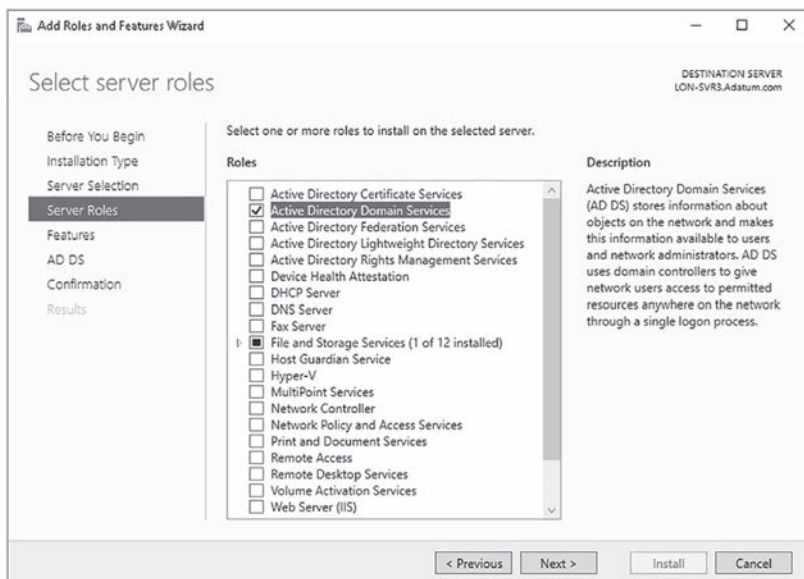 Add Roles and Features Wizard
Select server roles
DESTINATION SERVER
LON-SVR3.Adatum.com
Before You Begin
Installation Type
Server Selection
Server Roles
Features
AD DS
Confirmation
Results
Select one or more roles to install on the selected server.
Roles
Active Directory Certificate Services
Active Directory Domain Services
Active Directory Federation Services
Active Directory Lightweight Directory Services
Active Directory Rights Management Services
Device Health Attestation
DHCP Server
DNS Server
Fax Server
File and Storage Services (1 of 12 installed)
Host Guardian Service
Hyper-V
MultiPoint Services
Network Controller
Network Policy and Access Services
Print and Document Services
Remote Access
Remote Desktop Services
Volume Activation Services
Web Server (IIS)
Description
Active Directory Domain Services
(AD DS) stores information about
objects on the network and makes
this information available to users
and network administrators. AD DS
uses domain controllers to give
network users access to permitted
resources anywhere on the network
through a single logon process.
< Previous
Next >
Install
Cancel